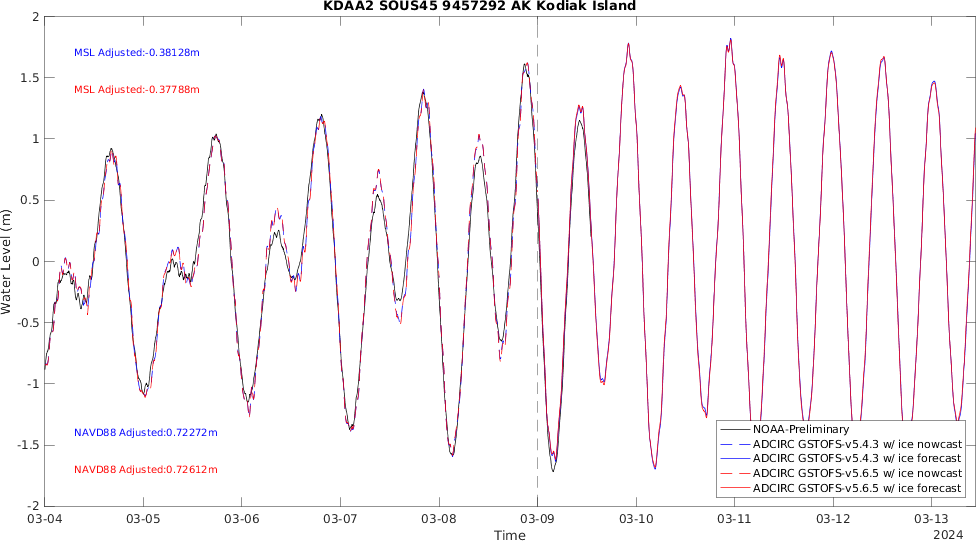 KDAA2 SOUS45 9457292 AK Kodiak Island
2
1.5
1
0.5
0
-0.5
-1
-1.5
-2
Water Level (m)
MSL Adjusted:-0.38128m
MSL Adjusted:-0.37788m
NAVD88 Adjusted:0.72272m
NAVD88 Adjusted:0.72612m
NOAA-Preliminary
ADCIRC GSTOFS-v5.4.3 w/ ice nowcast
ADCIRC GSTOFS-v5.4.3 w/ ice forecast
ADCIRC GSTOFS-v5.6.5 w/ ice nowcast
ADCIRC GSTOFS-v5.6.5 w/ ice forecast
03-04 03-05 03-06 03-07 03-08 03-09 03-10 03-11 03-12 03-13
Time
2024